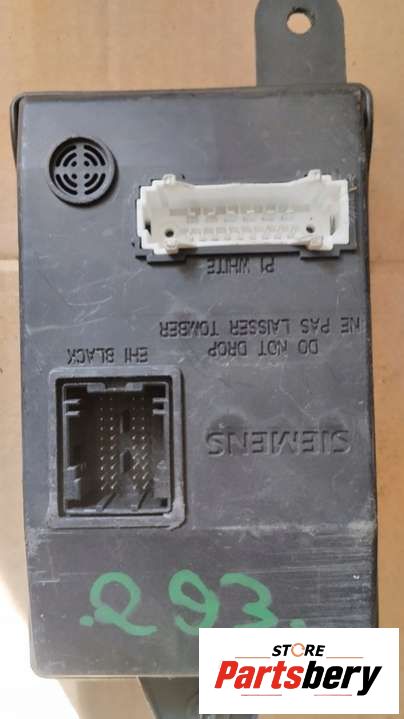 P1 WHITE
DO NOT DROP
NE PAS LAISSER TOMBER
EH1 BLACK
SIEMENS
.293.
STORE
Partsbery